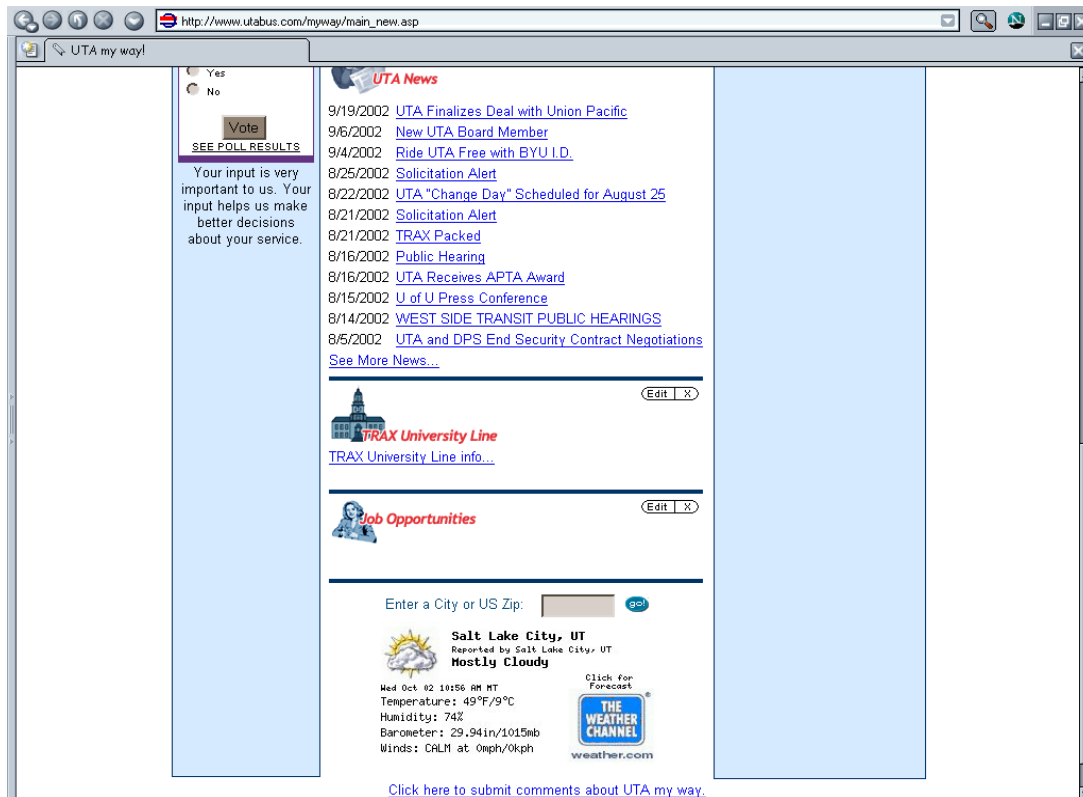 http://www.utabus.com/myway/main_new.asp
UTA my way!
Yes
No
Vote
SEE POLL RESULTS
Your input is very
important to us. Your
input helps us make
better decisions
about your service.
UTA News
9/19/2002 UTA Finalizes Deal with Union Pacific
9/6/2002 New UTA Board Member
9/4/2002 Ride UTA Free with BYU I.D.
8/25/2002 Solicitation Alert
8/22/2002 UTA "Change Day" Scheduled for August 25
8/21/2002 Solicitation Alert
8/21/2002 TRAX Packed
8/16/2002 Public Hearing
8/16/2002 UTA Receives APTA Award
8/15/2002 U of U Press Conference
8/14/2002 WEST SIDE TRANSIT PUBLIC HEARINGS
8/5/2002 UTA and DPS End Security Contract Negotiations
See More News...
Edit X
TRAX University Line
TRAX University Line info...
Edit X
Job Opportunities
Enter a City or US Zip: go!
Salt Lake City, UT
Reported by Salt Lake City, UT
Mostly Cloudy
Wed Oct 02 10:56 AM MT
Temperature: 49°F/9°C
Humidity: 74%
Barometer: 29.94in/1015mb
Winds: CALM at 0mph/0kph
Click for
Forecast
THE
WEATHER
CHANNEL
®
weather.com
Click here to submit comments about UTA my way.